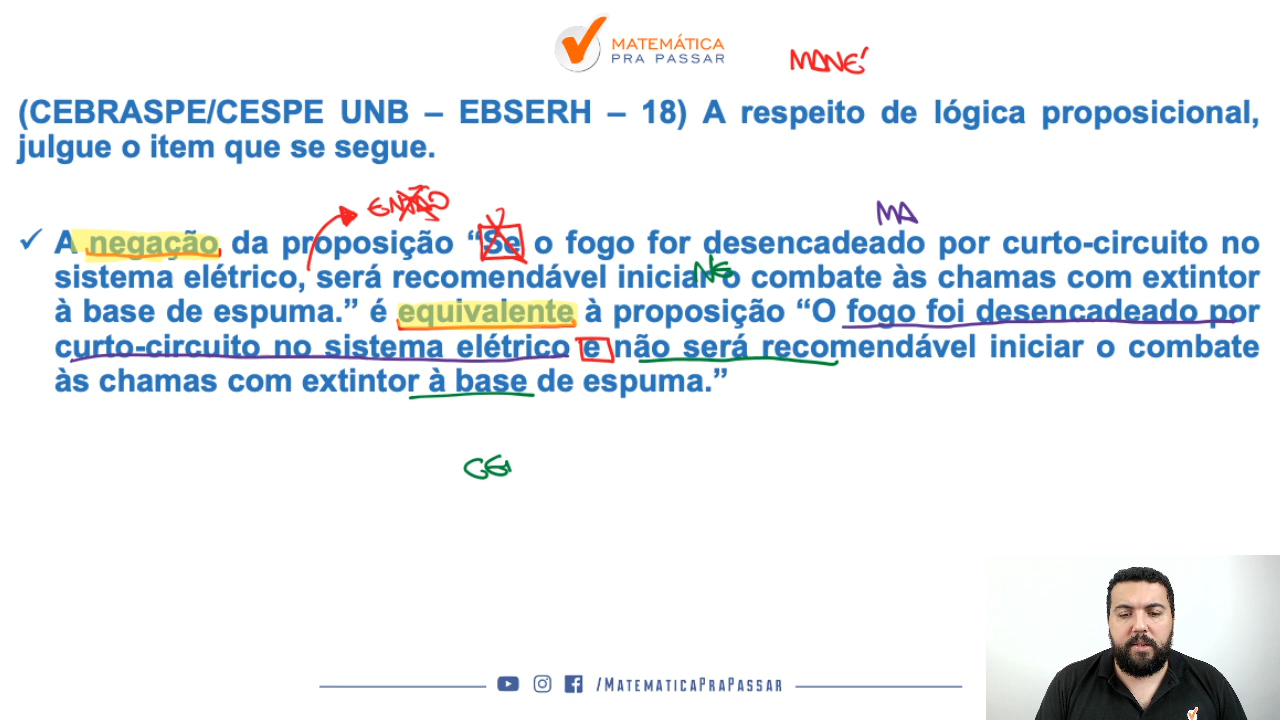 MATEMÁTICA
PRA PASSAR
MANÉ
(CEBRASPE/CESPE UNB – EBSERH – 18) A respeito de lógica proposicional,
julgue o item que se segue.
ENTÃO
MA
✓ A negação da proposição “Se o fogo for desencadeado por curto-circuito no
sistema elétrico, será recomendável iniciar o combate às chamas com extintor
NE
à base de espuma.” é equivalente à proposição “O fogo foi desencadeado por
curto-circuito no sistema elétrico e não será recomendável iniciar o combate
às chamas com extintor à base de espuma.”
/MATEMATICAPRAPASSAR